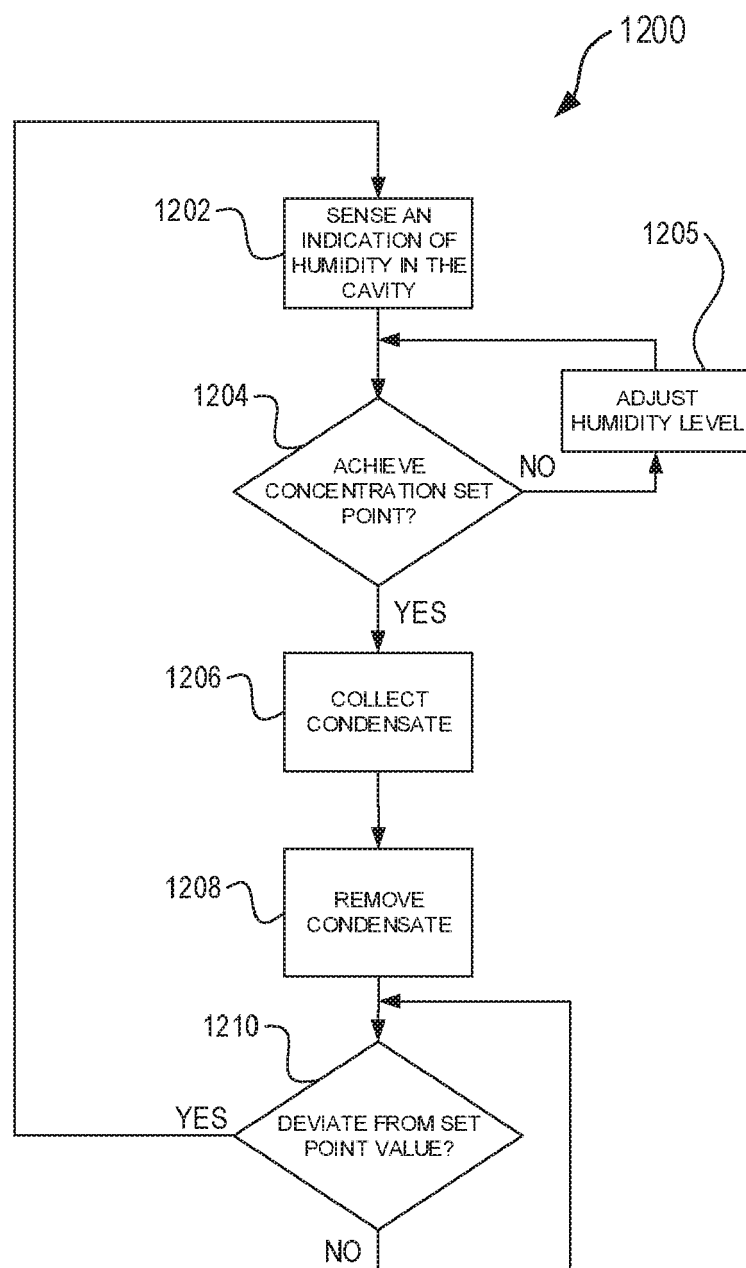 1200
1202
SENSE AN
INDICATION OF
HUMIDITY IN THE
CAVITY
1205
ADJUST
HUMIDITY LEVEL
1204
ACHIEVE
CONCENTRATION SET
POINT?
NO
YES
1206
COLLECT
CONDENSATE
1208
REMOVE
CONDENSATE
1210
YES
DEVIATE FROM SET
POINT VALUE?
NO